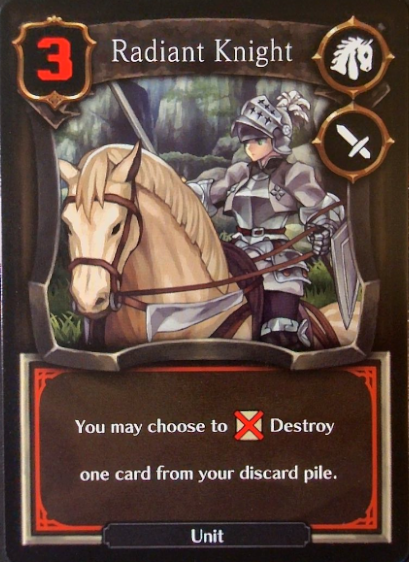 3
Radiant Knight
You may choose to Destroy
one card from your discard pile.
Unit